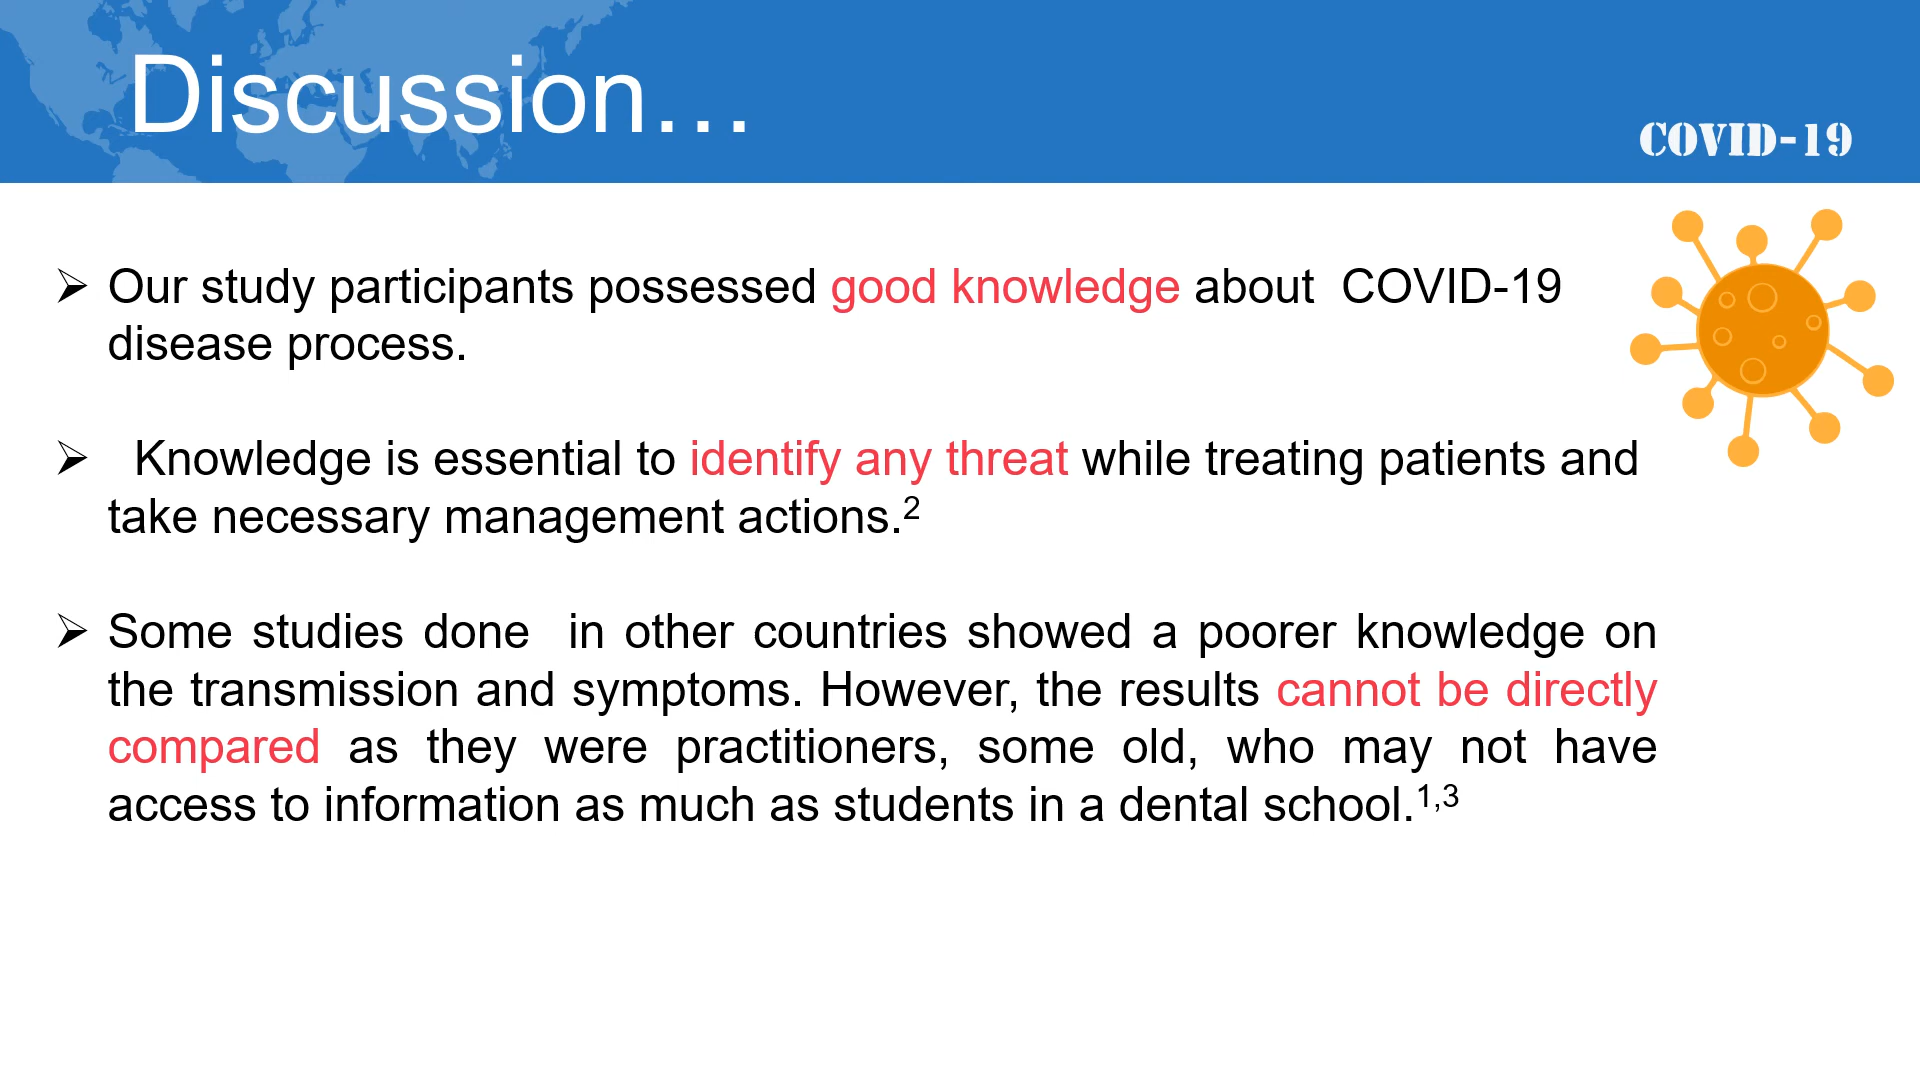 Discussion…
COVID-19
➢ Our study participants possessed good knowledge about  COVID-19
disease process.
➢  Knowledge is essential to identify any threat while treating patients and
take necessary management actions.²
➢ Some studies done  in other countries showed a poorer knowledge on
the transmission and symptoms. However, the results cannot be directly
compared as they were practitioners, some old, who may not have
access to information as much as students in a dental school.¹,³